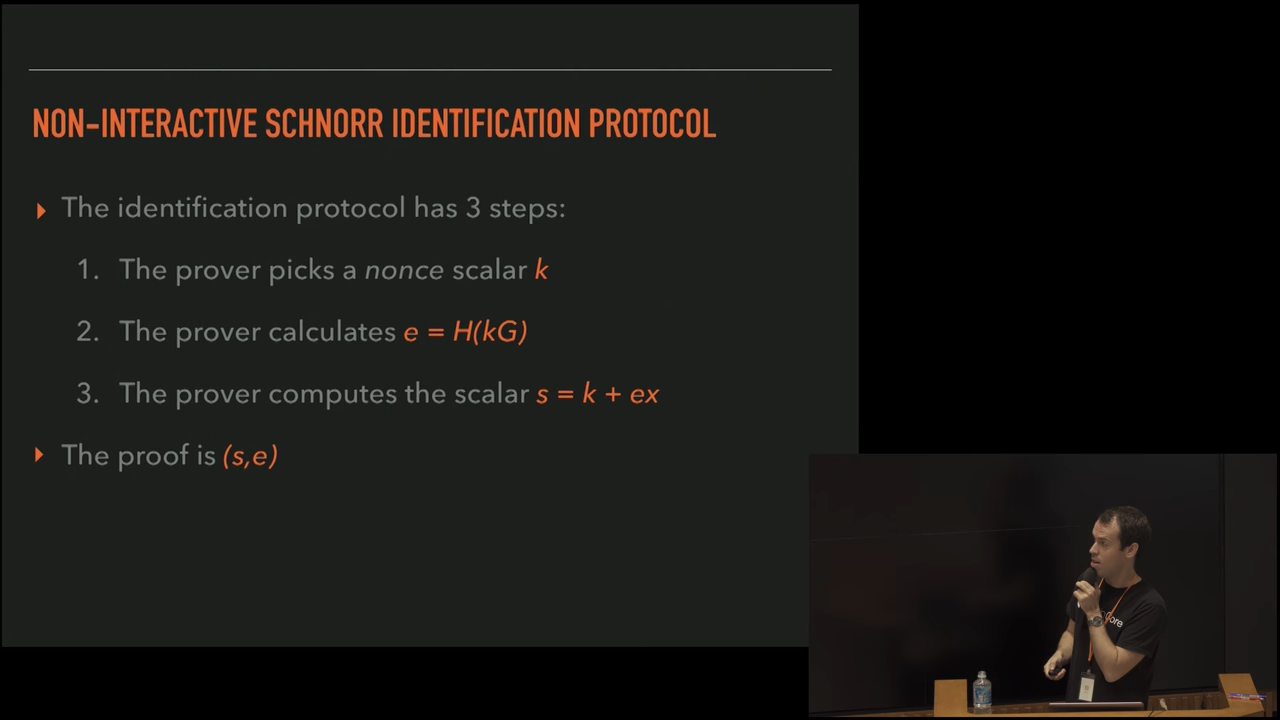 NON-INTERACTIVE SCHNORR IDENTIFICATION PROTOCOL
The identification protocol has 3 steps:
1. The prover picks a nonce scalar k
2. The prover calculates e = H(kG)
3. The prover computes the scalar s = k + ex
The proof is (s,e)
ore